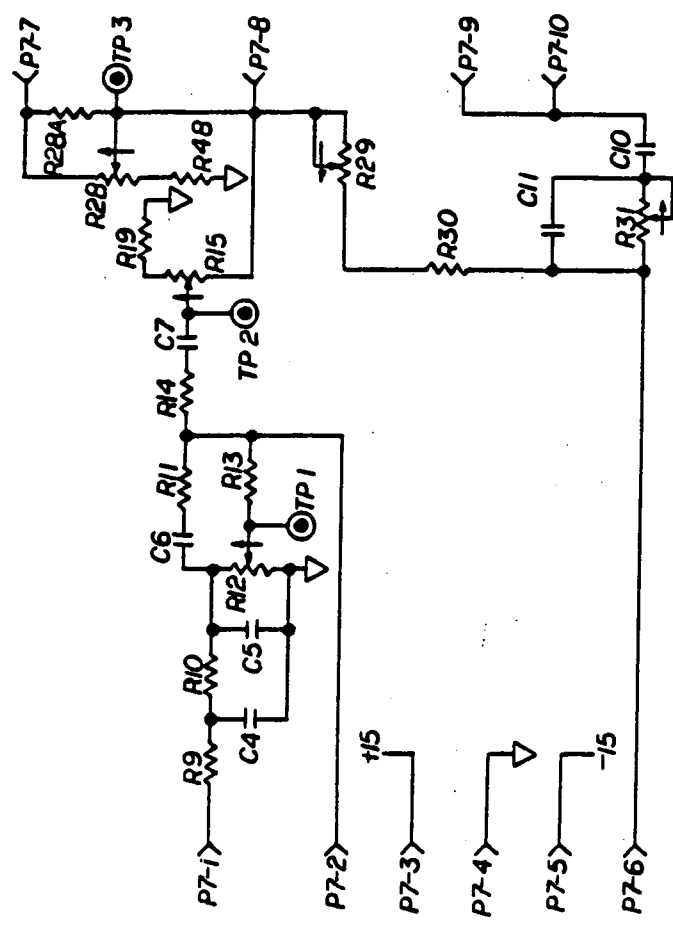 P7-7
TP3
P7-8
P7-9
P7-10
R28A
R28
R48
R19
R15
R29
C10
C11
R31
R30
C7
TP2
R14
R11
R13
C6
TP1
R12
R10
C5
R9
C4
+15
-15
P7-1
P7-2
P7-3
P7-4
P7-5
P7-6